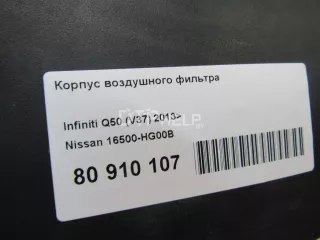 Корпус воздушного фильтра
Infiniti Q50 (V37) 2013>
Nissan 16500-HG00B
80 910 107